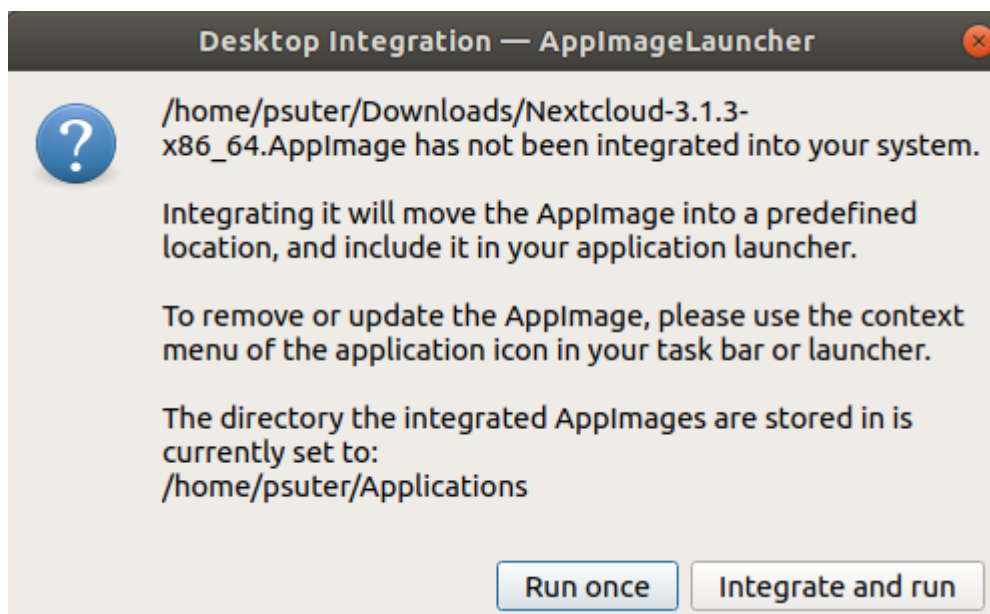 Desktop Integration — AppImageLauncher
/home/psuter/Downloads/Nextcloud-3.1.3-
x86_64.AppImage has not been integrated into your system.
Integrating it will move the AppImage into a predefined
location, and include it in your application launcher.
To remove or update the AppImage, please use the context
menu of the application icon in your task bar or launcher.
The directory the integrated AppImages are stored in is
currently set to:
/home/psuter/Applications
Run once
Integrate and run